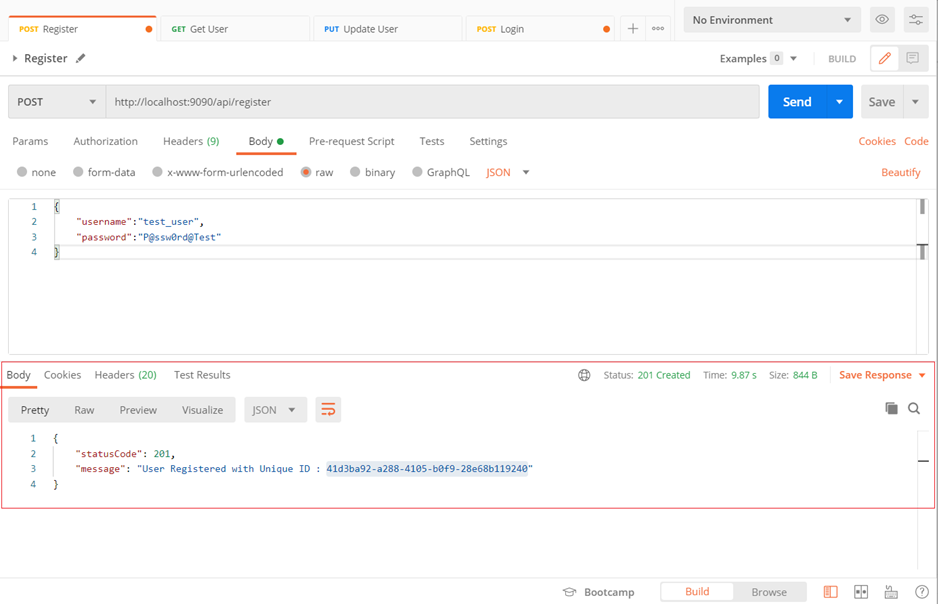 POST Register GET Get User PUT Update User POST Login No Environment
Register Examples 0 BUILD
POST http://localhost:9090/api/register Send Save
Params Authorization Headers (9) Body Pre-request Script Tests Settings Cookies Code
none form-data x-www-form-urlencoded raw binary GraphQL JSON Beautify
1 {
2 "username":"test_user",
3 "password":"P@ssw0rd@Test"
4 }
Body Cookies Headers (20) Test Results Status: 201 Created Time: 9.87 s Size: 844 B Save Response
Pretty Raw Preview Visualize JSON
1 {
2 "statusCode": 201,
3 "message": "User Registered with Unique ID : 41d3ba92-a288-4105-b0f9-28e68b119240"
4 }
Bootcamp Build Browse